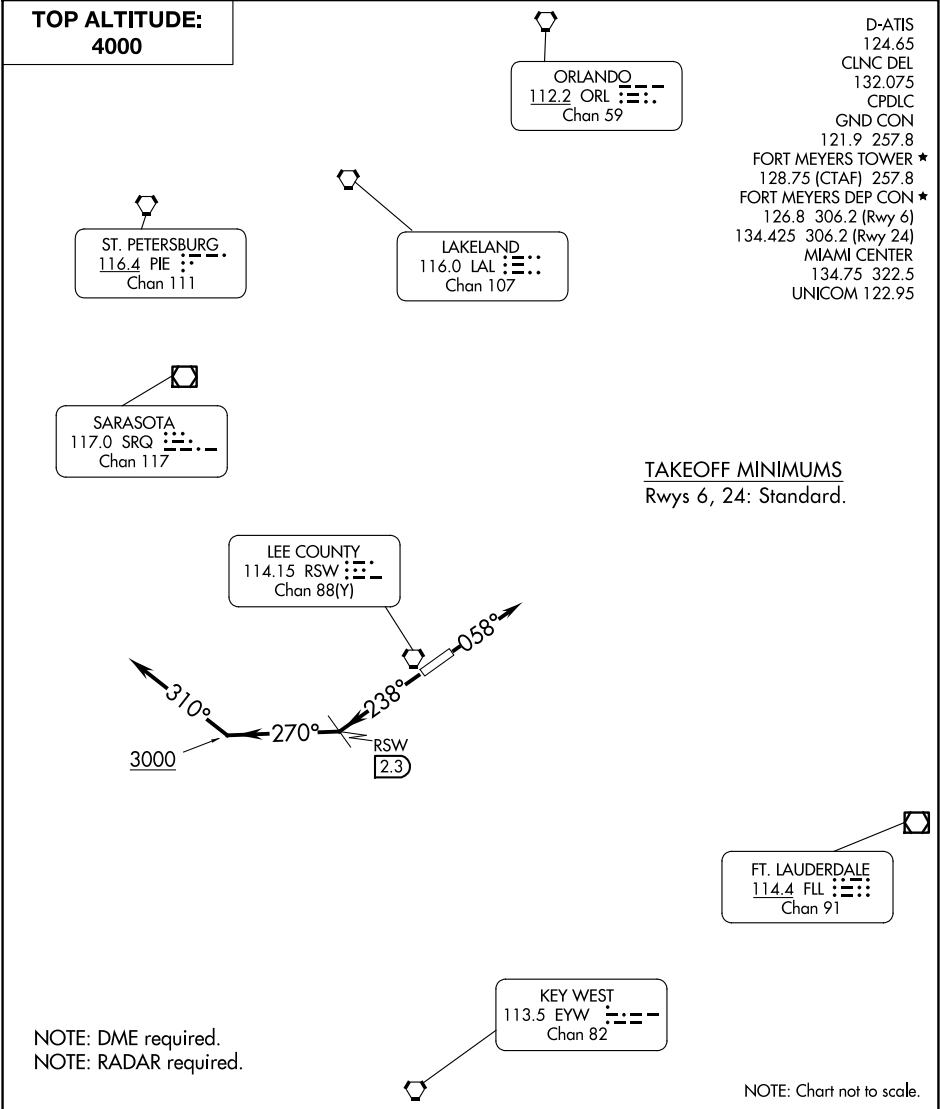 TOP ALTITUDE:
4000
D-ATIS
124.65
CLNC DEL
132.075
CPDLC
GND CON
121.9 257.8
FORT MEYERS TOWER ★
128.75 (CTAF) 257.8
FORT MEYERS DEP CON ★
126.8 306.2 (Rwy 6)
134.425 306.2 (Rwy 24)
MIAMI CENTER
134.75 322.5
UNICOM 122.95
ORLANDO
112.2 ORL
Chan 59
ST. PETERSBURG
116.4 PIE
Chan 111
LAKELAND
116.0 LAL
Chan 107
SARASOTA
117.0 SRQ
Chan 117
TAKEOFF MINIMUMS
Rwys 6, 24: Standard.
LEE COUNTY
114.15 RSW
Chan 88(Y)
058°
238°
270°
310°
3000
RSW
2.3
FT. LAUDERDALE
114.4 FLL
Chan 91
KEY WEST
113.5 EYW
Chan 82
NOTE: DME required.
NOTE: RADAR required.
NOTE: Chart not to scale.